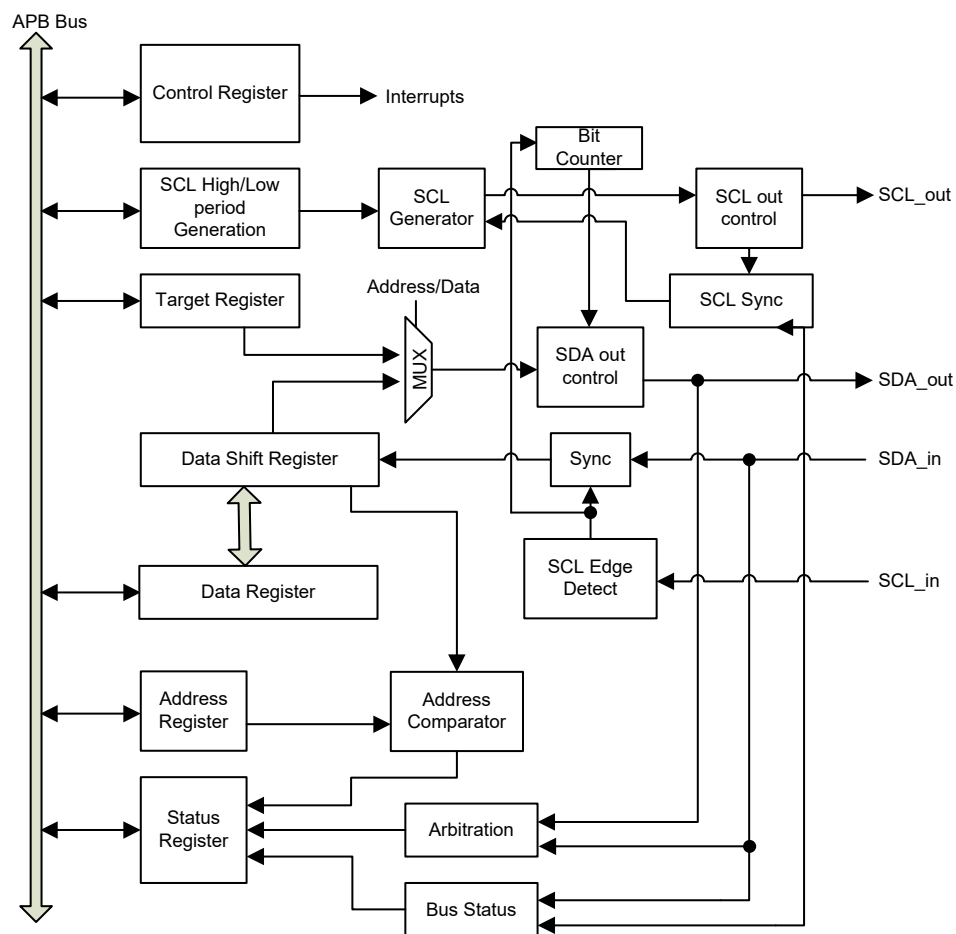 APB Bus
Control Register
Interrupts
Bit
Counter
SCL High/Low
period
Generation
SCL
Generator
SCL out
control
SCL_out
Target Register
Address/Data
SCL Sync
MUX
SDA out
control
SDA_out
Data Shift Register
Sync
SDA_in
SCL Edge
Detect
SCL_in
Data Register
Address
Register
Address
Comparator
Status
Register
Arbitration
Bus Status